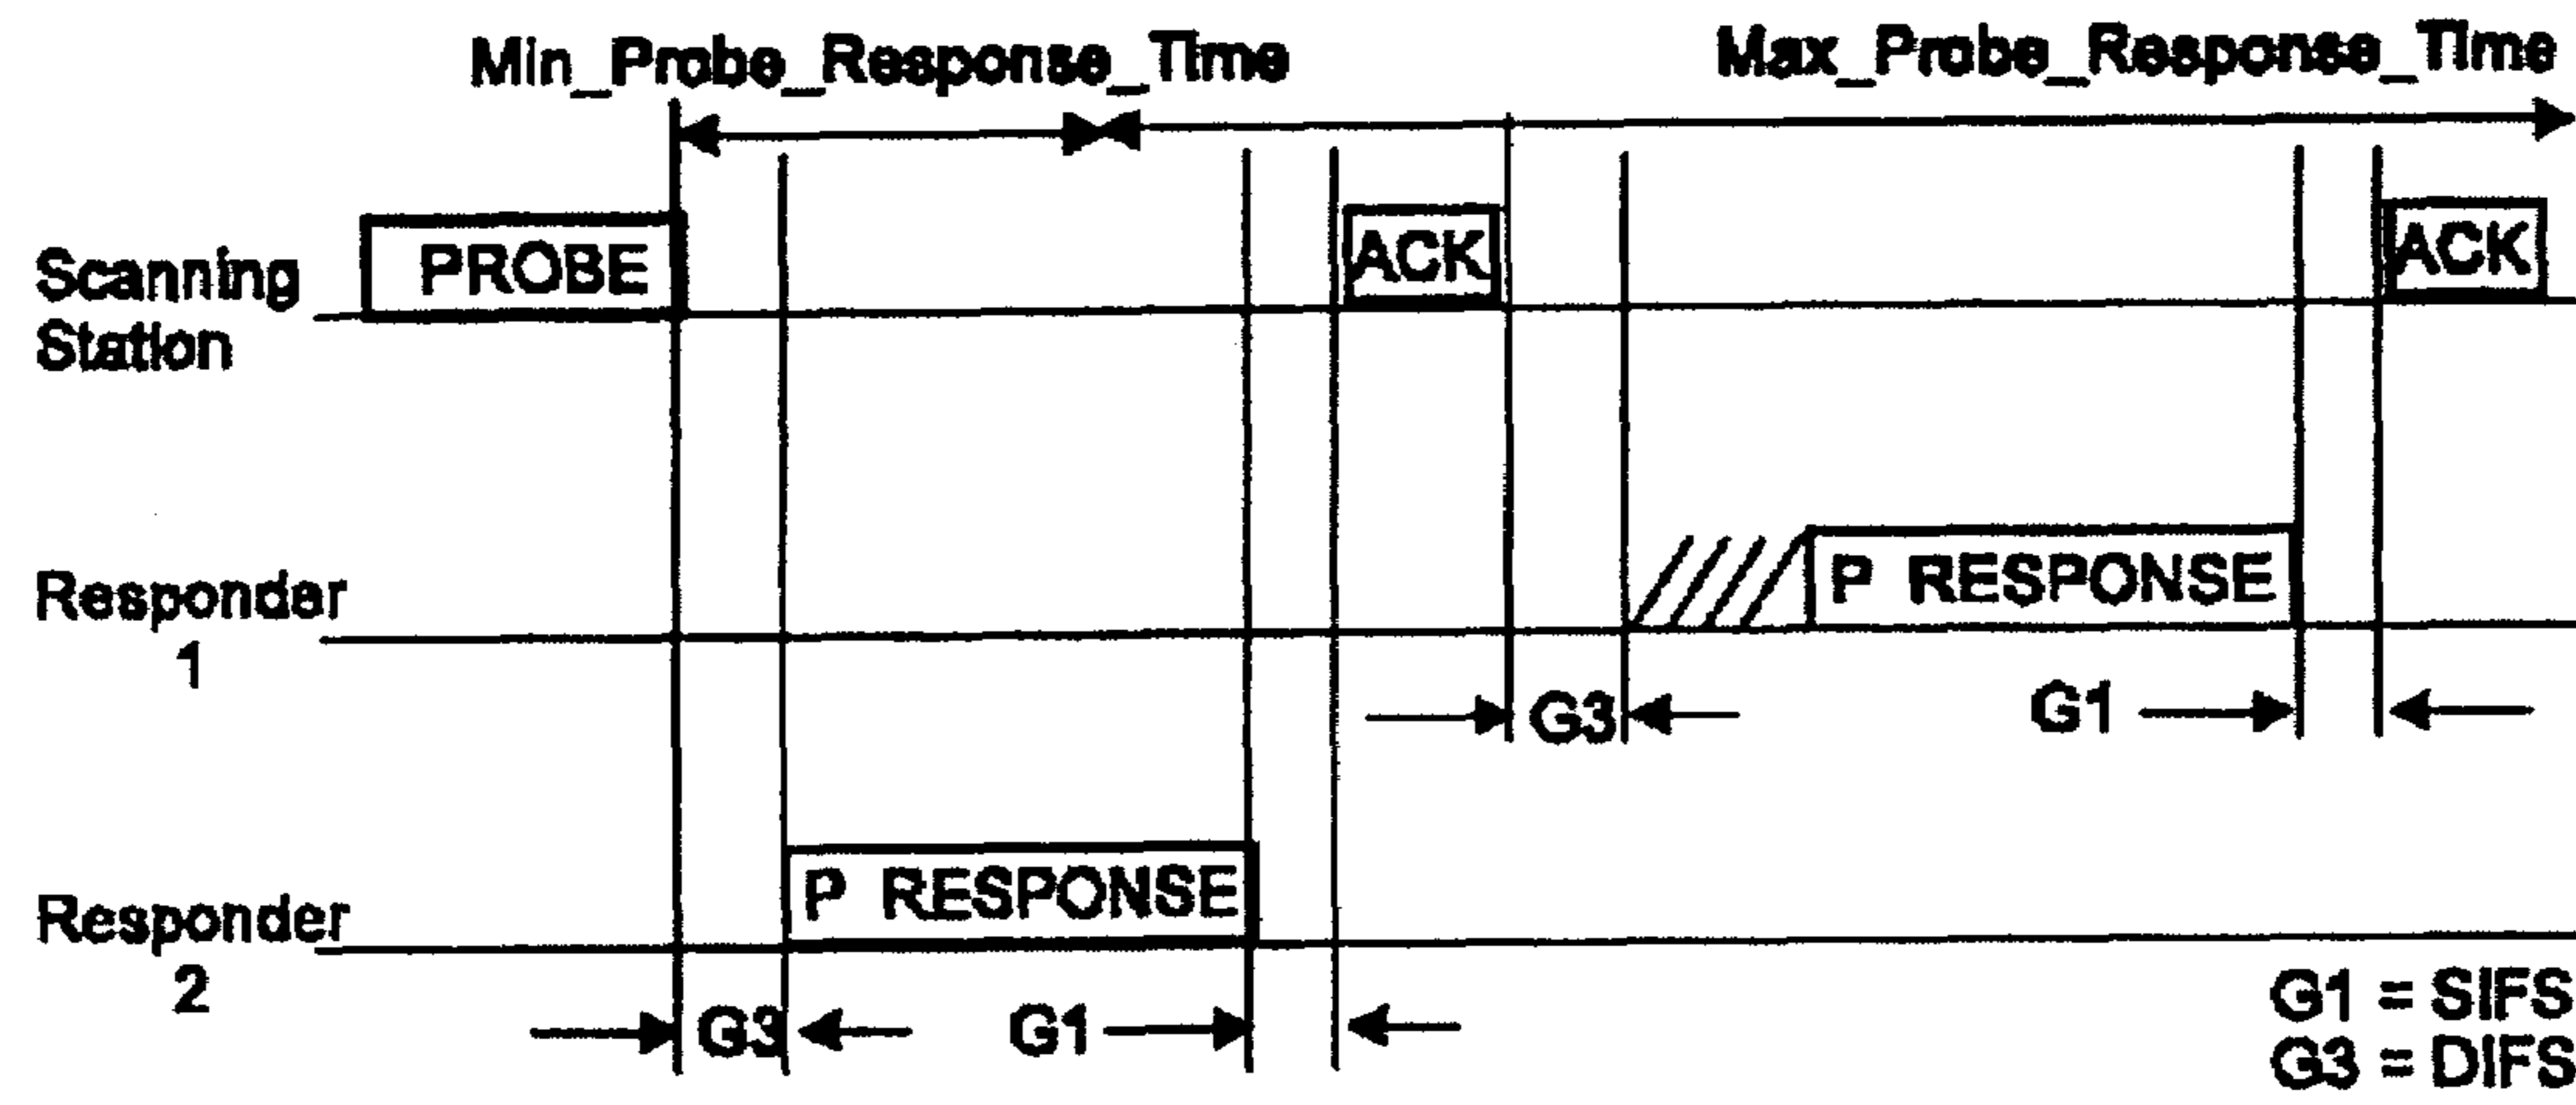 Min_Probe_Response_Time
Max_Probe_Response_Time
PROBE
ACK
ACK
Scanning
Station
P RESPONSE
Responder
1
G3
G1
P RESPONSE
Responder
2
G3
G1
G1 = SIFS
G3 = DIFS